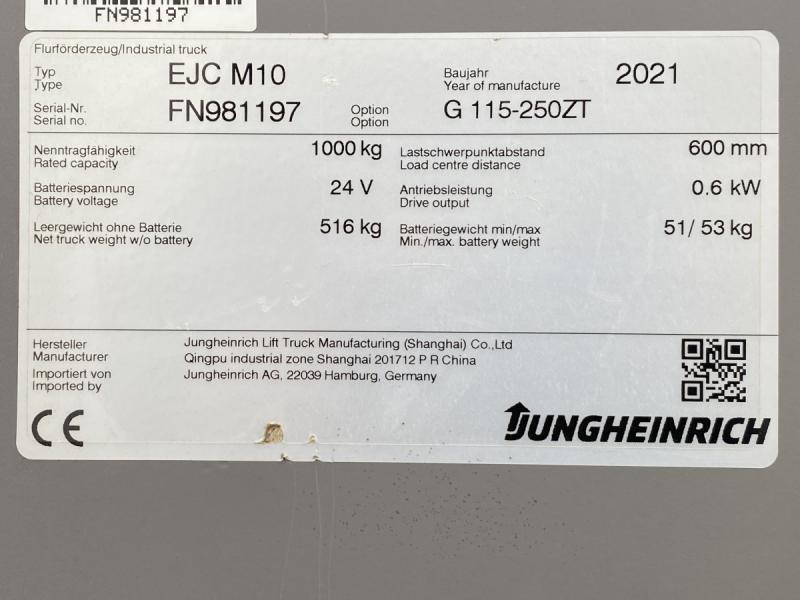 FN981197
Flurförderzeug/Industrial truck
Typ
Type
EJC M10
Baujahr
Year of manufacture
2021
Serial-Nr.
Serial no.
FN981197
Option
Option
G 115-250ZT
Nenntragfähigkeit
Rated capacity
1000 kg
Lastschwerpunktabstand
Load centre distance
600 mm
Batteriespannung
Battery voltage
24 V
Antriebsleistung
Drive output
0.6 kW
Leergewicht ohne Batterie
Net truck weight w/o battery
516 kg
Batteriegewicht min/max
Min./max. battery weight
51/ 53 kg
Hersteller
Manufacturer
Jungheinrich Lift Truck Manufacturing (Shanghai) Co.,Ltd
Qingpu industrial zone Shanghai 201712 P R China
Importiert von
Imported by
Jungheinrich AG, 22039 Hamburg, Germany
CE
JUNGHEINRICH